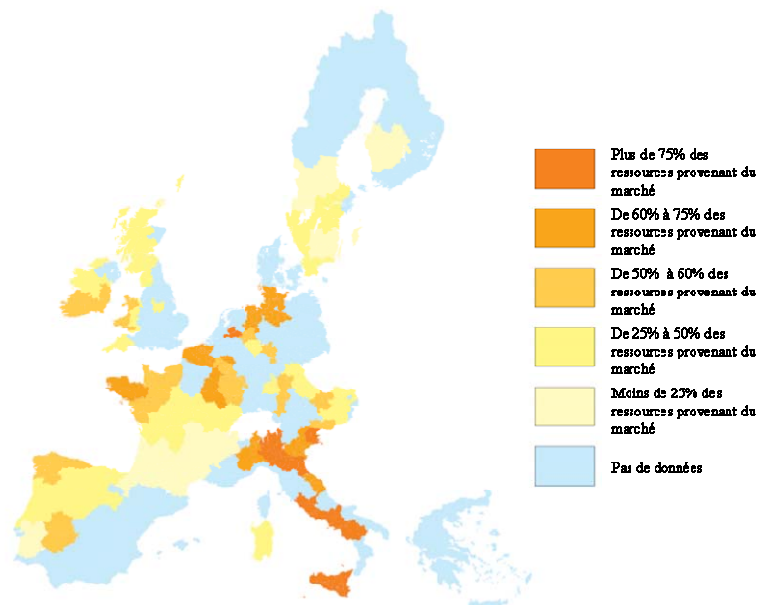 Plus de 75% des
ressources provenant du
marché
De 60% à 75% des
ressources provenant du
marché
De 50% à 60% des
ressources provenant du
marché
De 25% à 50% des
ressources provenant du
marché
Moins de 25% des
ressources provenant du
marché
Pas de données